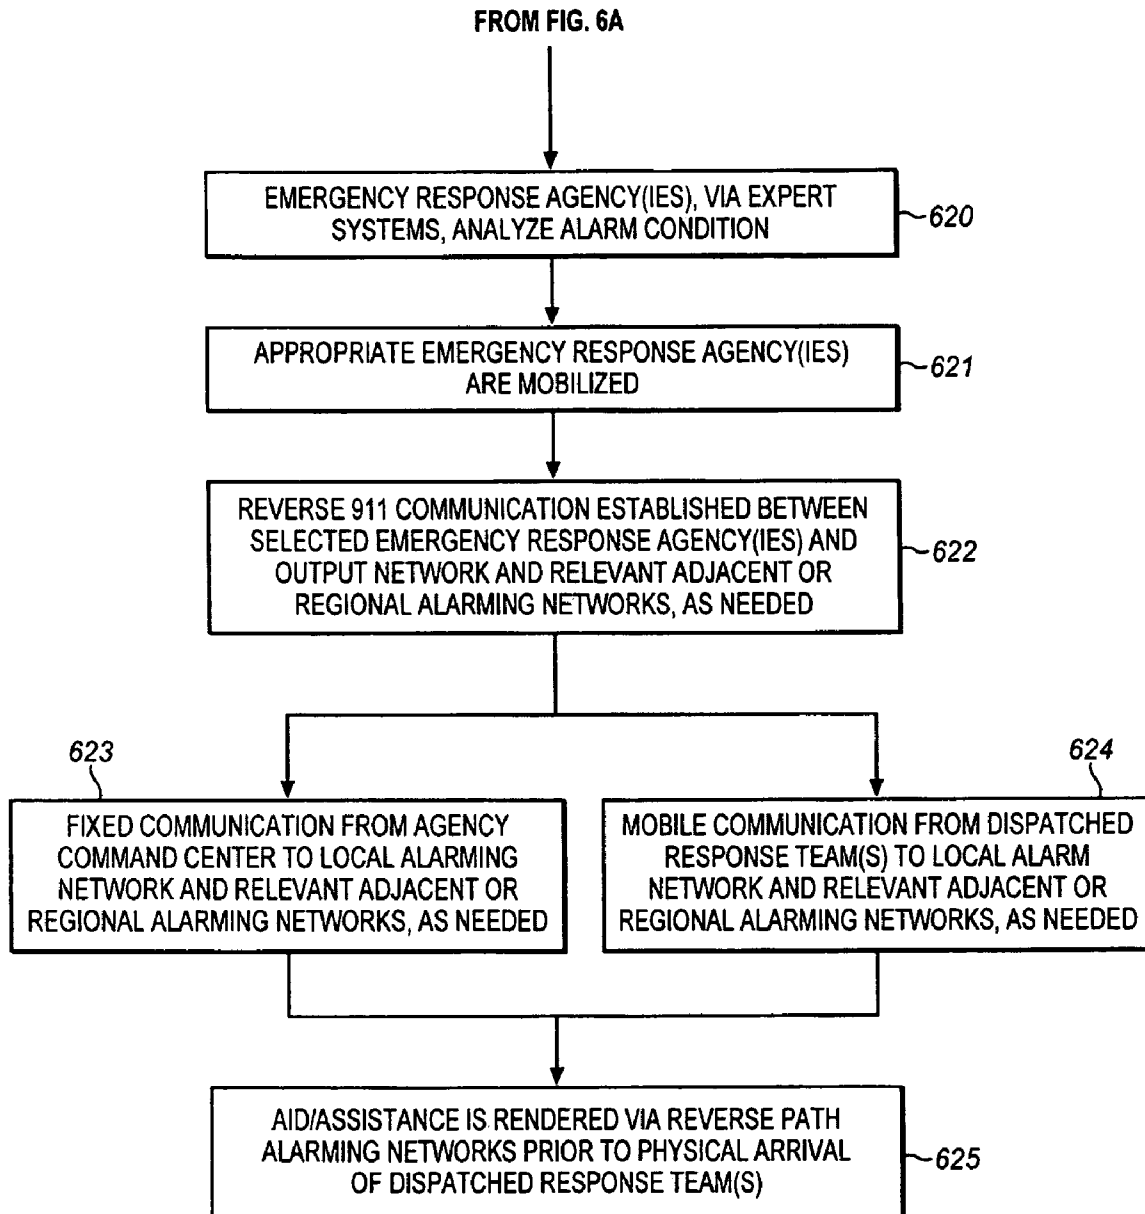 FROM FIG. 6A
EMERGENCY RESPONSE AGENCY(IES), VIA EXPERT
SYSTEMS, ANALYZE ALARM CONDITION
620
APPROPRIATE EMERGENCY RESPONSE AGENCY(IES)
ARE MOBILIZED
621
REVERSE 911 COMMUNICATION ESTABLISHED BETWEEN
SELECTED EMERGENCY RESPONSE AGENCY(IES) AND
OUTPUT NETWORK AND RELEVANT ADJACENT OR
REGIONAL ALARMING NETWORKS, AS NEEDED
622
623
FIXED COMMUNICATION FROM AGENCY
COMMAND CENTER TO LOCAL ALARMING
NETWORK AND RELEVANT ADJACENT OR
REGIONAL ALARMING NETWORKS, AS NEEDED
624
MOBILE COMMUNICATION FROM DISPATCHED
RESPONSE TEAM(S) TO LOCAL ALARM
NETWORK AND RELEVANT ADJACENT OR
REGIONAL ALARMING NETWORKS, AS NEEDED
AID/ASSISTANCE IS RENDERED VIA REVERSE PATH
ALARMING NETWORKS PRIOR TO PHYSICAL ARRIVAL
OF DISPATCHED RESPONSE TEAM(S)
625